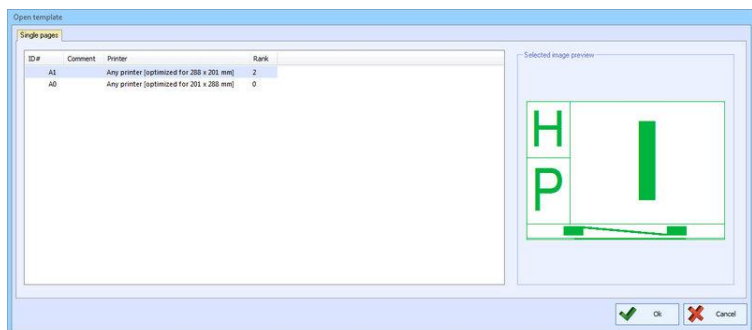 Open template
Single pages
ID# Comment Printer Rank
A1 Any printer [optimized for 288 x 201 mm] 2
A0 Any printer [optimized for 201 x 288 mm] 0
Selected image preview
H
P
I
Ok Cancel